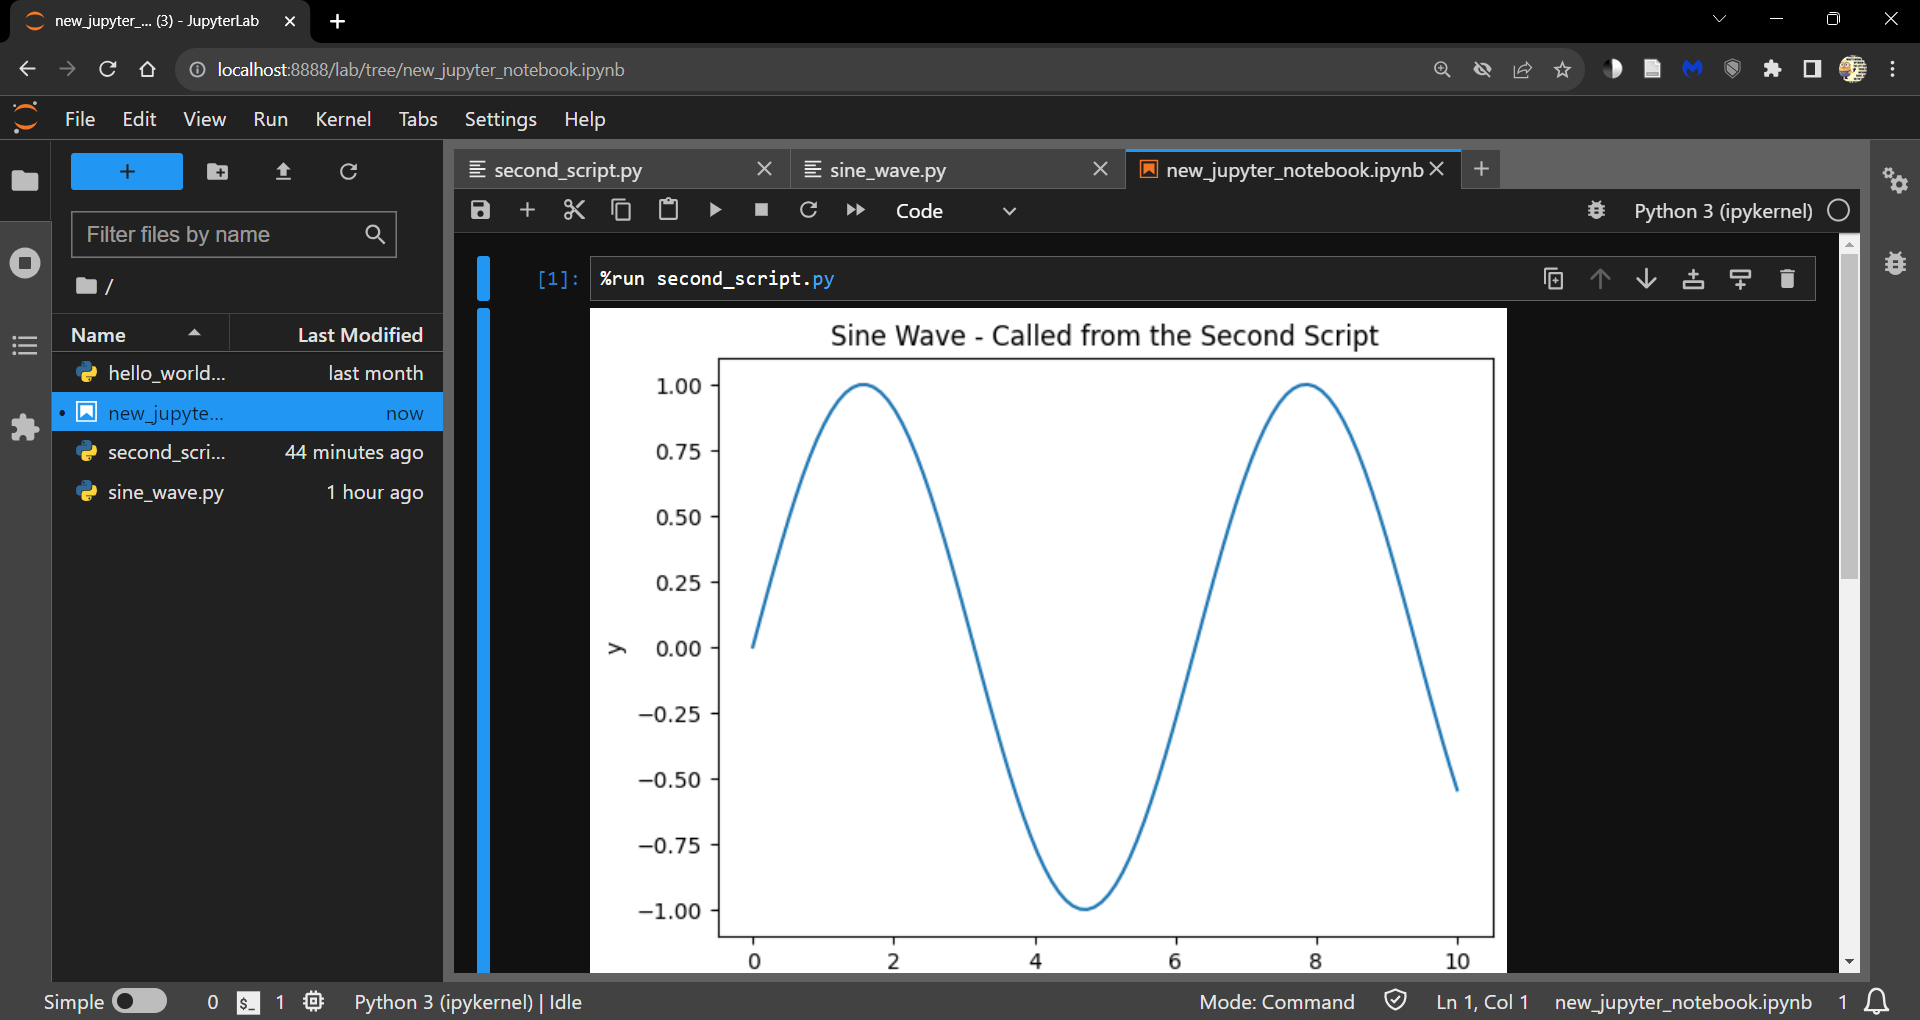 new_jupyter_... (3) - JupyterLab
localhost:8888/lab/tree/new_jupyter_notebook.ipynb
File Edit View Run Kernel Tabs Settings Help
+
Filter files by name
/
Name Last Modified
hello_world... last month
• new_jupyte... now
second_scri... 44 minutes ago
sine_wave.py 1 hour ago
second_script.py sine_wave.py new_jupyter_notebook.ipynb
Code Python 3 (ipykernel)
[1]: %run second_script.py
Sine Wave - Called from the Second Script
1.00
0.75
0.50
0.25
y 0.00
−0.25
−0.50
−0.75
−1.00
0 2 4 6 8 10
Simple 0 $_ 1 Python 3 (ipykernel) | Idle Mode: Command Ln 1, Col 1 new_jupyter_notebook.ipynb 1